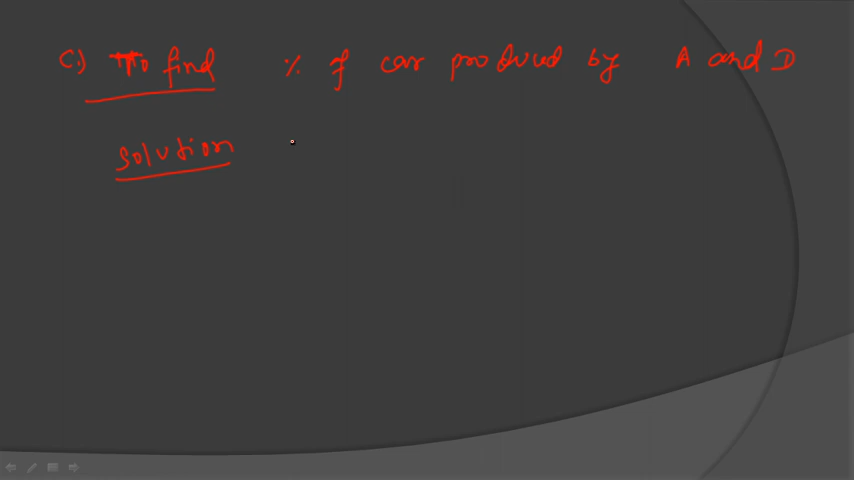 C.) To find % of car produced by A and D
Solution